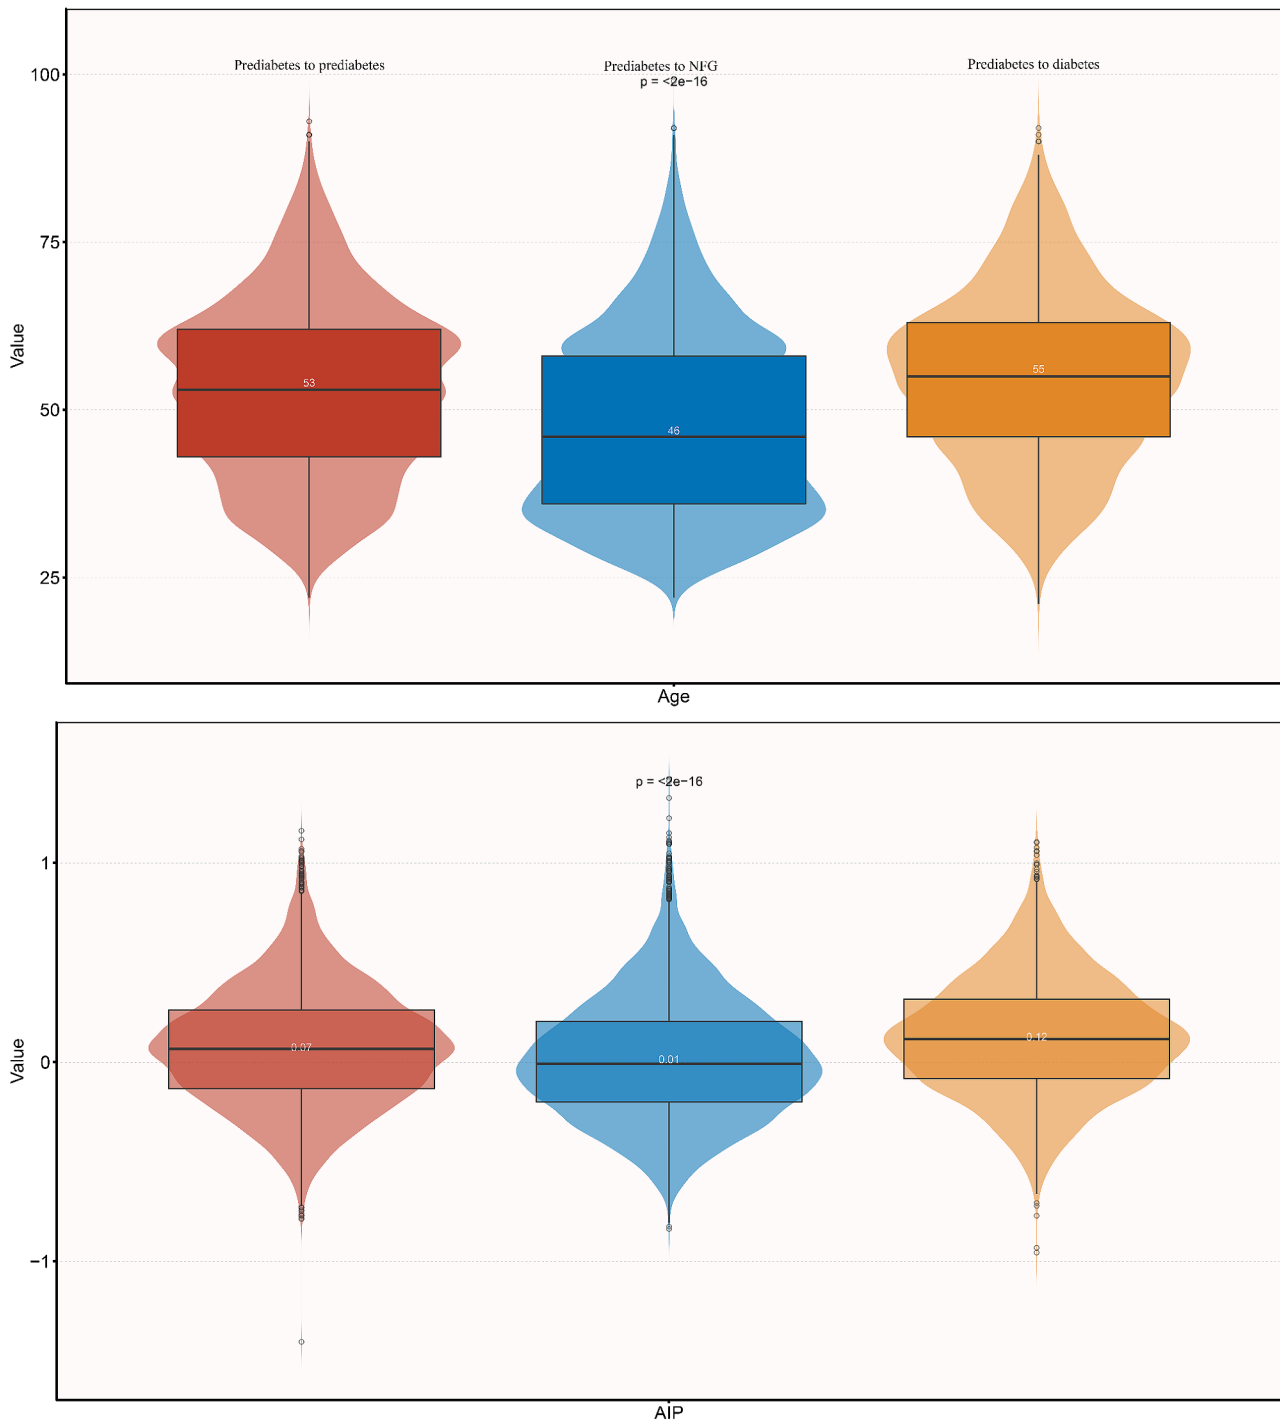 Prediabetes to prediabetes
Prediabetes to NFG
Prediabetes to diabetes
p = <2e−16
100
75
50
25
Value
53
46
55
Age
p = <2e−16
1
0
−1
Value
0.07
0.01
0.12
AIP